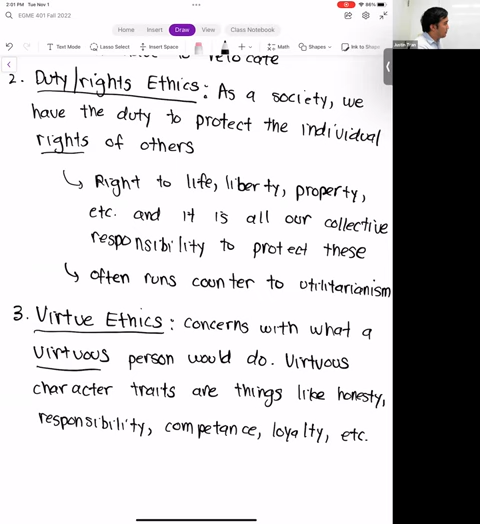 2:01 PM Tue Nov 1
86%
EGME 401 Fall 2022
Home Insert Draw View Class Notebook
Text Mode Lasso Select Insert Space Math Shapes Ink to Shape
to relocate
2. Duty/rights Ethics: As a society, we
have the duty to protect the individual
rights of others
↳ Right to life, liberty, property,
etc. and it is all our collective
responsibility to protect these
↳ often runs counter to utilitarianism
3. Virtue Ethics: concerns with what a
virtuous person would do. Virtuous
character traits are things like honesty,
responsibility, competance, loyalty, etc.